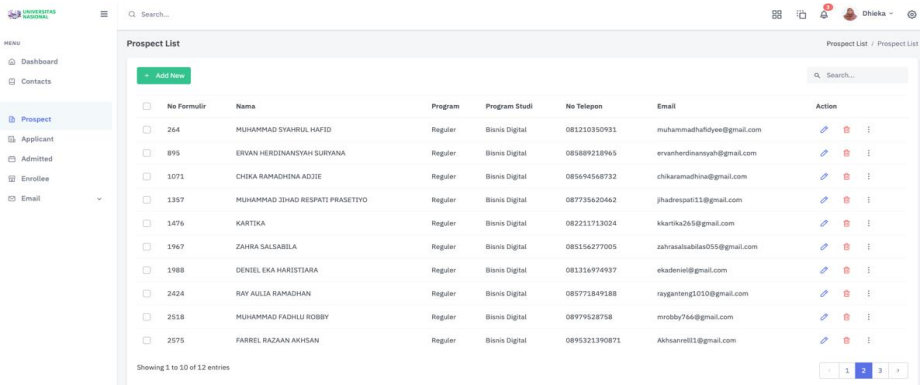 UNIVERSITAS
NASIONAL
Search...
3
Dhieka
MENU
Dashboard
Contacts
Prospect
Applicant
Admitted
Enrollee
Email
Prospect List
Prospect List / Prospect List
+ Add New
Search...
No Formulir Nama Program Program Studi No Telepon Email Action
264 MUHAMMAD SYAHRUL HAFID Reguler Bisnis Digital 081210350931 muhammadhafidyee@gmail.com
895 ERVAN HERDINANSYAH SURYANA Reguler Bisnis Digital 085889218965 ervanherdinansyah@gmail.com
1071 CHIKA RAMADHINA ADJIE Reguler Bisnis Digital 085694568732 chikaramadhina@gmail.com
1357 MUHAMMAD JIHAD RESPATI PRASETIYO Reguler Bisnis Digital 087735620462 jihadrespati11@gmail.com
1476 KARTIKA Reguler Bisnis Digital 082211713024 kkartika265@gmail.com
1967 ZAHRA SALSABILA Reguler Bisnis Digital 085156277005 zahrasalsabilas055@gmail.com
1988 DENIEL EKA HARISTIARA Reguler Bisnis Digital 081316974937 ekadeniel@gmail.com
2424 RAY AULIA RAMADHAN Reguler Bisnis Digital 085771849188 rayganteng1010@gmail.com
2518 MUHAMMAD FADHLU ROBBY Reguler Bisnis Digital 08979528758 mrobby766@gmail.com
2575 FARREL RAZAAN AKHSAN Reguler Bisnis Digital 0895321390871 Akhsanrelll1@gmail.com
Showing 1 to 10 of 12 entries
‹ 1 2 3 ›